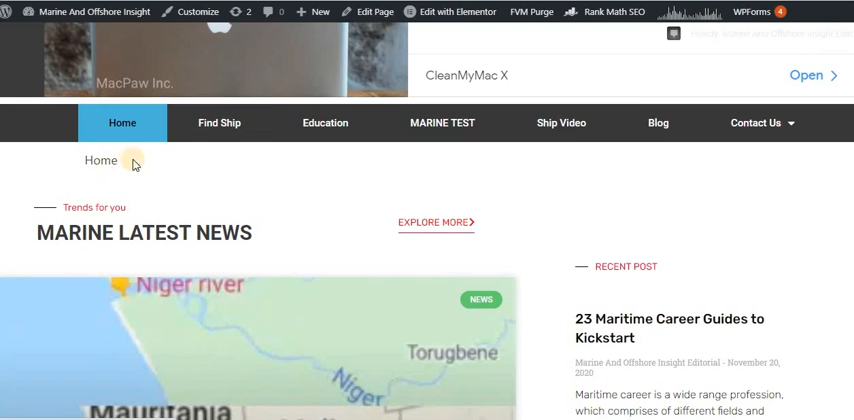 Marine And Offshore Insight Customize 2 0 New Edit Page Edit with Elementor FVM Purge Rank Math SEO WPForms 4
MacPaw Inc.
CleanMyMac X Open
Home Find Ship Education MARINE TEST Ship Video Blog Contact Us
Home
Trends for you
MARINE LATEST NEWS
EXPLORE MORE
RECENT POST
Niger river
NEWS
Torugbene
Niger
Mauritania
23 Maritime Career Guides to
Kickstart
Marine And Offshore Insight Editorial - November 20,
2020
Maritime career is a wide range profession,
which comprises of different fields and